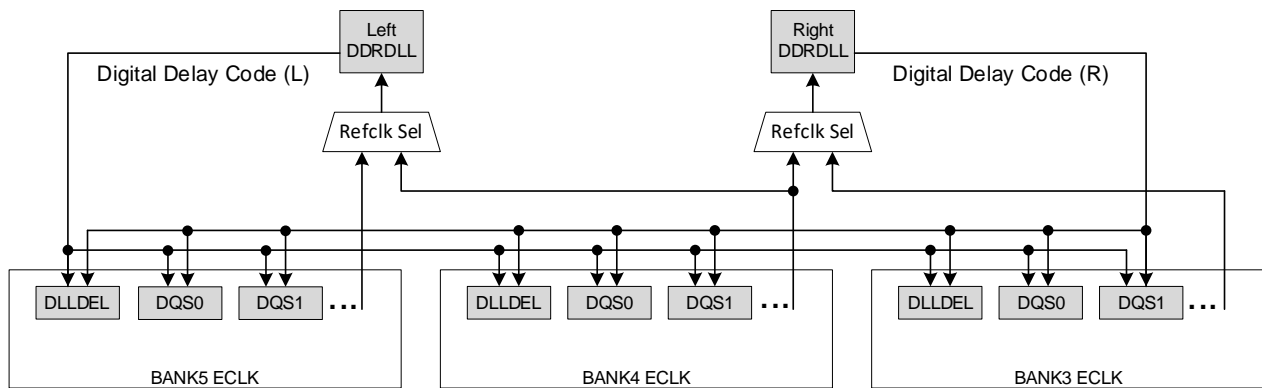 Left
DDRDLL
Right
DDRDLL
Digital Delay Code (L)
Digital Delay Code (R)
Refclk Sel
Refclk Sel
DLLDEL
DQS0
DQS1
...
DLLDEL
DQS0
DQS1
...
DLLDEL
DQS0
DQS1
...
BANK5 ECLK
BANK4 ECLK
BANK3 ECLK